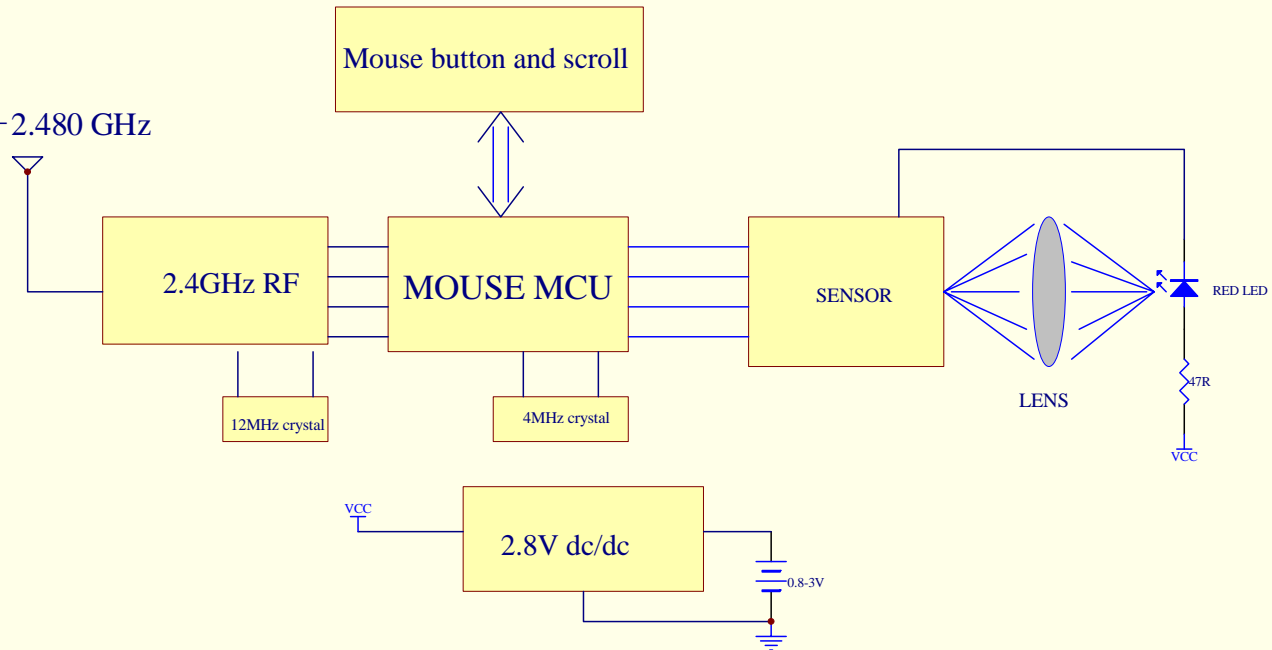 Mouse button and scroll
-2.480 GHz
2.4GHz RF
MOUSE MCU
SENSOR
RED LED
47R
LENS
VCC
12MHz crystal
4MHz crystal
VCC
2.8V dc/dc
0.8-3V